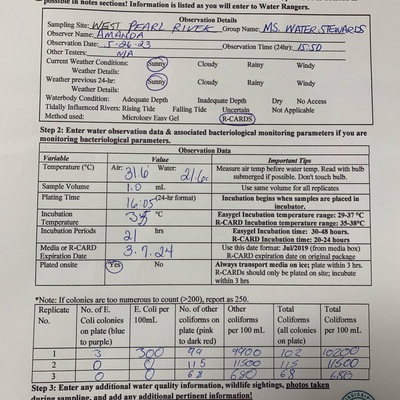 possible in notes sections! Information is listed as you will enter to Water Rangers.
Observation Details
Sampling Site: WEST PEARL RIVER Group Name: MS. WATER STEWARDS
Observer Name: AMANDA
Observation Date: 5-26-23 Observation Time (24hr): 15:50
Other Testers: N/A
Current Weather Conditions: Sunny Cloudy Rainy Windy
Weather Details:
Weather previous 24-hr: Sunny Cloudy Rainy Windy
Weather Details:
Waterbody Condition: Adequate Depth Inadequate Depth Dry No Access
Tidally Influenced Rivers: Rising Tide Falling Tide Uncertain Not Applicable
Method used: Micrology Easy Gel R-CARDS
Step 2: Enter water observation data & associated bacteriological monitoring parameters if you are
monitoring bacteriological parameters.
Observation Data
Variable Value Important Tips
Temperature (°C) Air: 31.6 Water: 21.6c Measure air temp before water temp. Read with bulb
submerged if possible. Don't touch bulb.
Sample Volume 1.0 mL Use same volume for all replicates
Plating Time 16:05 (24-hr format) Incubation begins when samples are placed in
incubator.
Incubation Temperature 35 °C Easygel Incubation temperature range: 29-37 °C
R-CARD Incubation temperature range: 35-38°C
Incubation Periods 21 hrs Easygel Incubation time: 30-48 hours.
R-CARD Incubation time: 20-24 hours
Media or R-CARD Expiration Date 3.7.24 Use this date format: Jul/2019 (from media box)
R-CARD expiration date on original package
Plated onsite Yes No Always transport media on ice; plate within 3 hrs.
R-CARDs should only be plated on site; incubate
within 3 hrs
*Note: If colonies are too numerous to count (>200), report as 250.
Replicate No. No. of E. Coli colonies on plate (blue to purple) E. Coli per 100mL No. of other coliforms on plate (pink to dark red) Other coliforms per 100 mL Total Coliforms (all colonies on plate) Total Coliforms per 100 mL
1 3 300 99 9900 102 10200
2 0 0 115 11500 115 11500
3 0 0 68 680 68 680
Step 3: Enter any additional water quality information, wildlife sightings, photos taken
during sampling, and add any additional pertinent information!